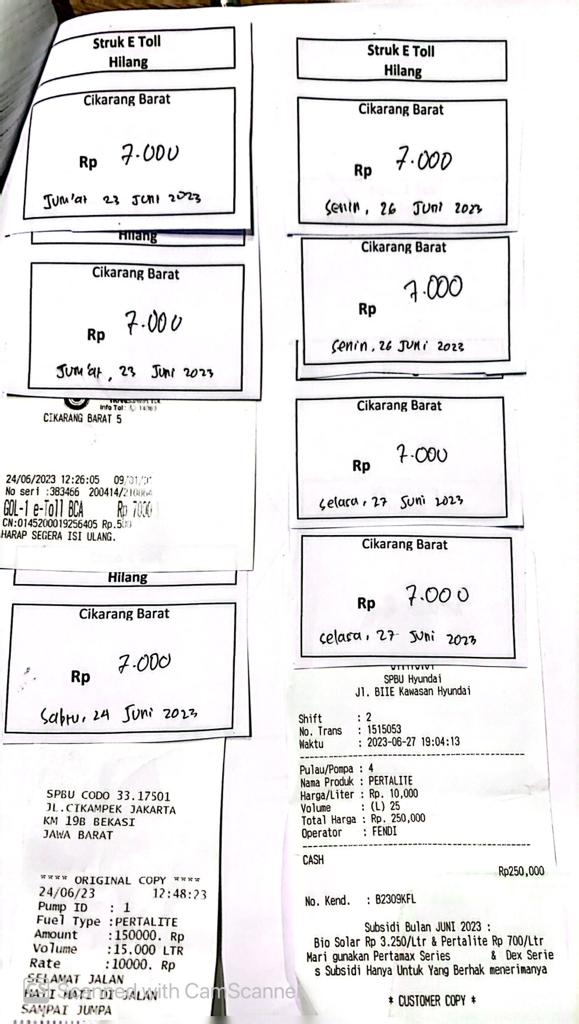 Struk E Toll
Hilang
Cikarang Barat
Rp 7.000
Jum'at 23 Juni 2023
Hilang
Cikarang Barat
Rp 7.000
Jum'at, 23 Juni 2023
Info Tol:
CIKARANG BARAT 5
24/06/2023 12:26:05
No seri :383466
GOL-1 e-Toll BCA Rp 7000
CN:0145200019256405
HARAP SEGERA ISI ULANG.
Hilang
Cikarang Barat
Rp 7.000
Sabtu, 24 Juni 2023
SPBU CODO 33.17501
JL.CIKAMPEK JAKARTA
KM 19B BEKASI
JAWA BARAT
**** ORIGINAL COPY ****
24/06/23 12:48:23
Pump ID : 1
Fuel Type :PERTALITE
Amount :150000. Rp
Volume :15.000 LTR
Rate :10000. Rp
SELAMAT JALAN
HATI HATI DI JALAN
SAMPAI JUMPA
Struk E Toll
Hilang
Cikarang Barat
Rp 7.000
Senin, 26 Juni 2023
Cikarang Barat
Rp 7.000
Senin, 26 Juni 2023
Cikarang Barat
Rp 7.000
Selasa, 27 Juni 2023
Cikarang Barat
Rp 7.000
Selasa, 27 Juni 2023
SPBU Hyundai
Jl. BIIE Kawasan Hyundai
Shift : 2
No. Trans : 1515053
Waktu : 2023-06-27 19:04:13
Pulau/Pompa : 4
Nama Produk : PERTALITE
Harga/Liter : Rp. 10,000
Volume : (L) 25
Total Harga : Rp. 250,000
Operator : FENDI
CASH
Rp250,000
No. Kend. : B2309KFL
Subsidi Bulan JUNI 2023 :
Bio Solar Rp 3.250/Ltr & Pertalite Rp 700/Ltr
Mari gunakan Pertamax Series & Dex Serie
s Subsidi Hanya Untuk Yang Berhak menerimanya
* CUSTOMER COPY *
Scanned with CamScanner